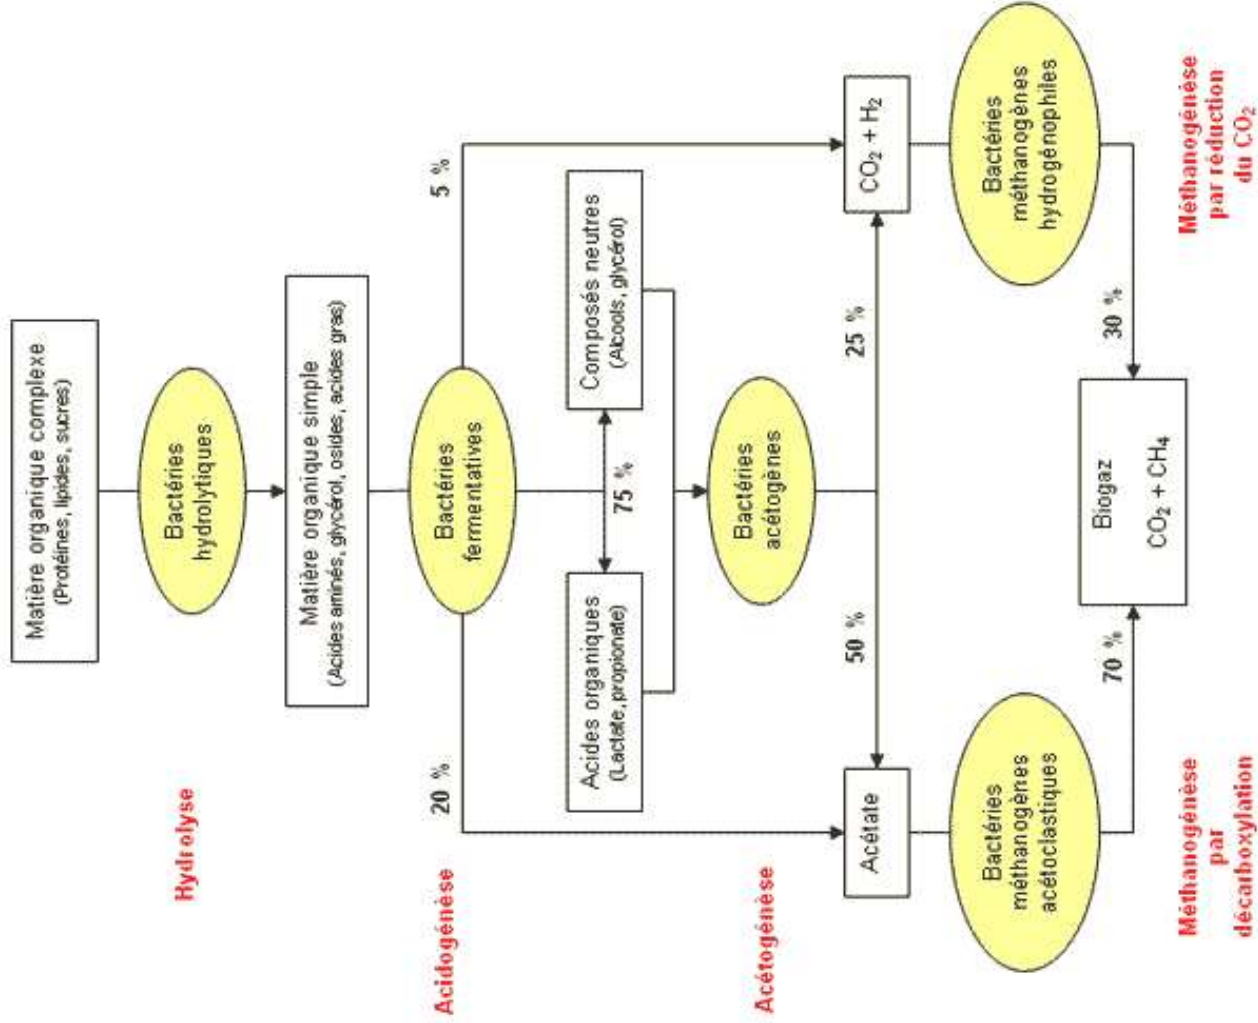 Matière organique complexe
(Protéines, lipides, sucres)
Hydrolyse
Bactéries
hydrolytiques
Matière organique simple
(Acides aminés, glycérol, osides, acides gras)
Acidogénèse
Bactéries
fermentatives
20 %
5 %
75 %
Acides organiques
(Lactate, propionate)
Composés neutres
(Alcools, glycérol)
Acétogénèse
Bactéries
acétogènes
50 %
25 %
Acétate
CO₂ + H₂
Bactéries
méthanogènes
acétoclastiques
Bactéries
méthanogènes
hydrogénophiles
70 %
30 %
Biogaz
CO₂ + CH₄
Méthanogénèse
par
décarboxylation
Méthanogénèse
par réduction
du CO₂